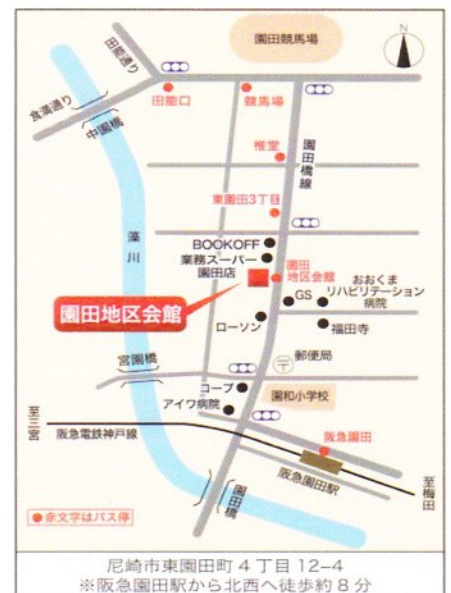 園田競馬場
N
田能通り
食満通り
中園橋
田能口
競馬場
椎堂
園田橋線
東園田3丁目
藻川
BOOKOFF
業務スーパー
園田店
園田
地区会館
おおくま
リハビリテーション
病院
GS
園田地区会館
ローソン
福田寺
〒
郵便局
宮園橋
コープ
アイワ病院
園和小学校
至三宮
阪急電鉄神戸線
阪急園田
阪急園田駅
至梅田
園田橋
●赤文字はバス停
尼崎市東園田町4丁目12–4
※阪急園田駅から北西へ徒歩約8分